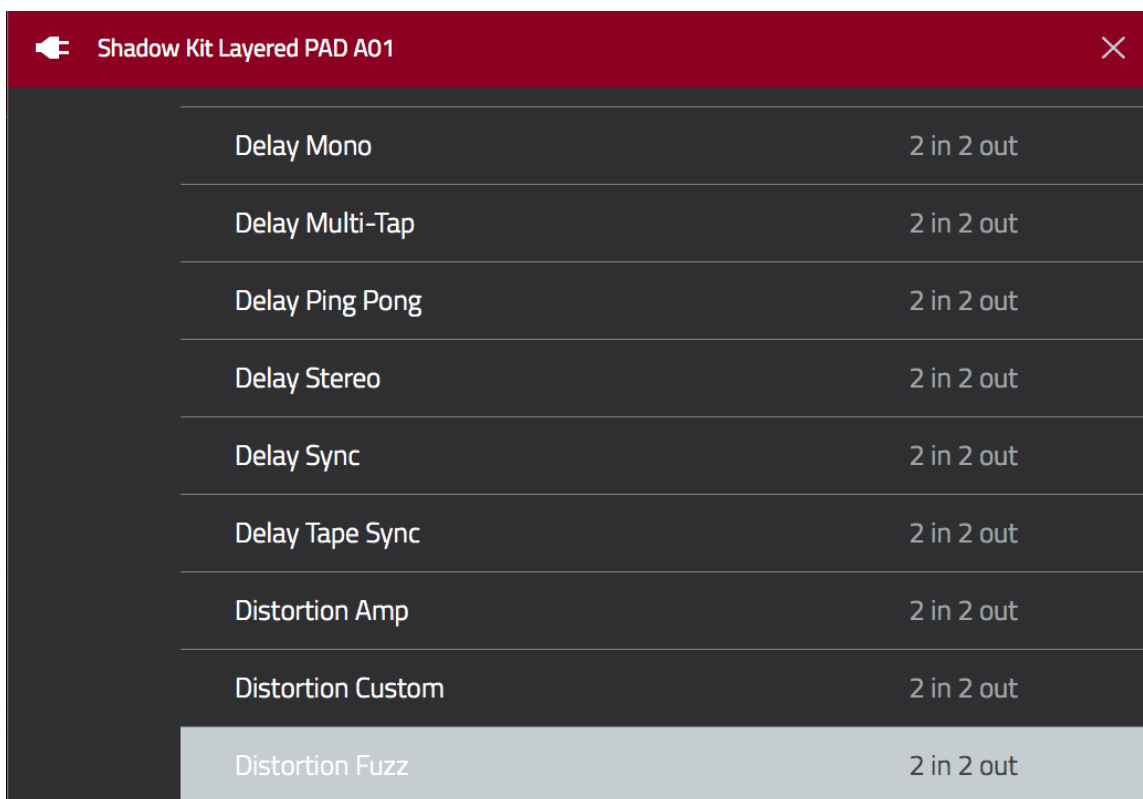 Shadow Kit Layered PAD A01
Delay Mono 2 in 2 out
Delay Multi-Tap 2 in 2 out
Delay Ping Pong 2 in 2 out
Delay Stereo 2 in 2 out
Delay Sync 2 in 2 out
Delay Tape Sync 2 in 2 out
Distortion Amp 2 in 2 out
Distortion Custom 2 in 2 out
Distortion Fuzz 2 in 2 out